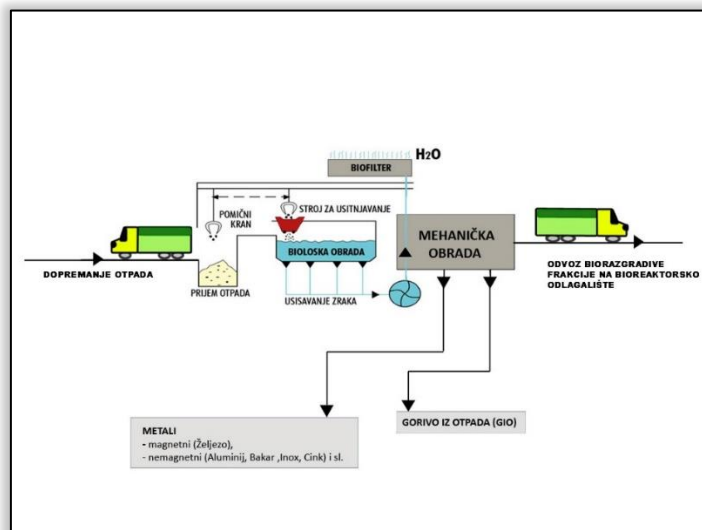 H2O
BIOFILTER
POMIČNI
KRAN
STROJ ZA USITNJAVANJE
DOPREMANJE OTPADA
PRIJEM OTPADA
BIOLOSKA OBRADA
USISAVANJE ZRAKA
MEHANIČKA
OBRADA
ODVOZ BIORAZGRADIVE
FRAKCIJE NA BIOREAKTORSKO
ODLAGALIŠTE
METALI
- magnetni (Željezo),
- nemagnetni (Aluminij, Bakar ,Inox, Cink) i sl.
GORIVO IZ OTPADA (GIO)